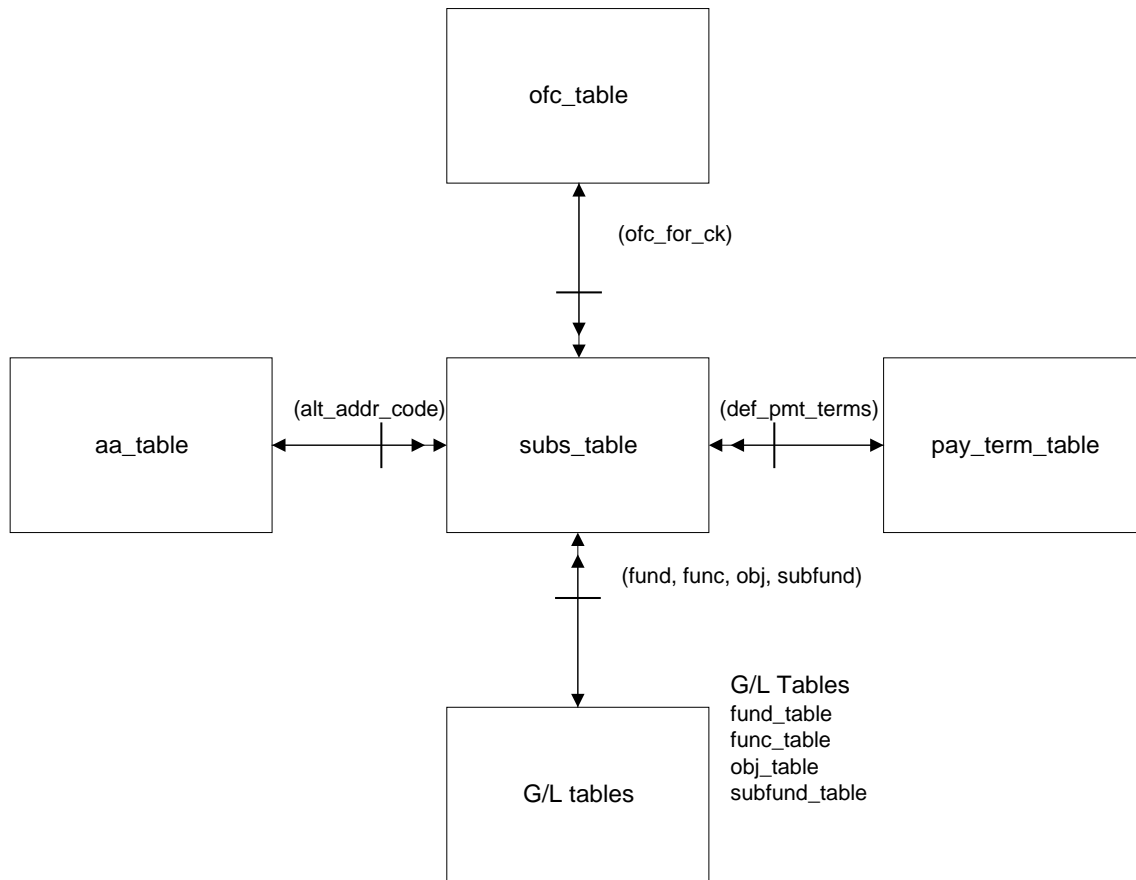 ofc_table
(ofc_for_ck)
(alt_addr_code)
(def_pmt_terms)
aa_table
subs_table
pay_term_table
(fund, func, obj, subfund)
G/L Tables
fund_table
func_table
obj_table
subfund_table
G/L tables